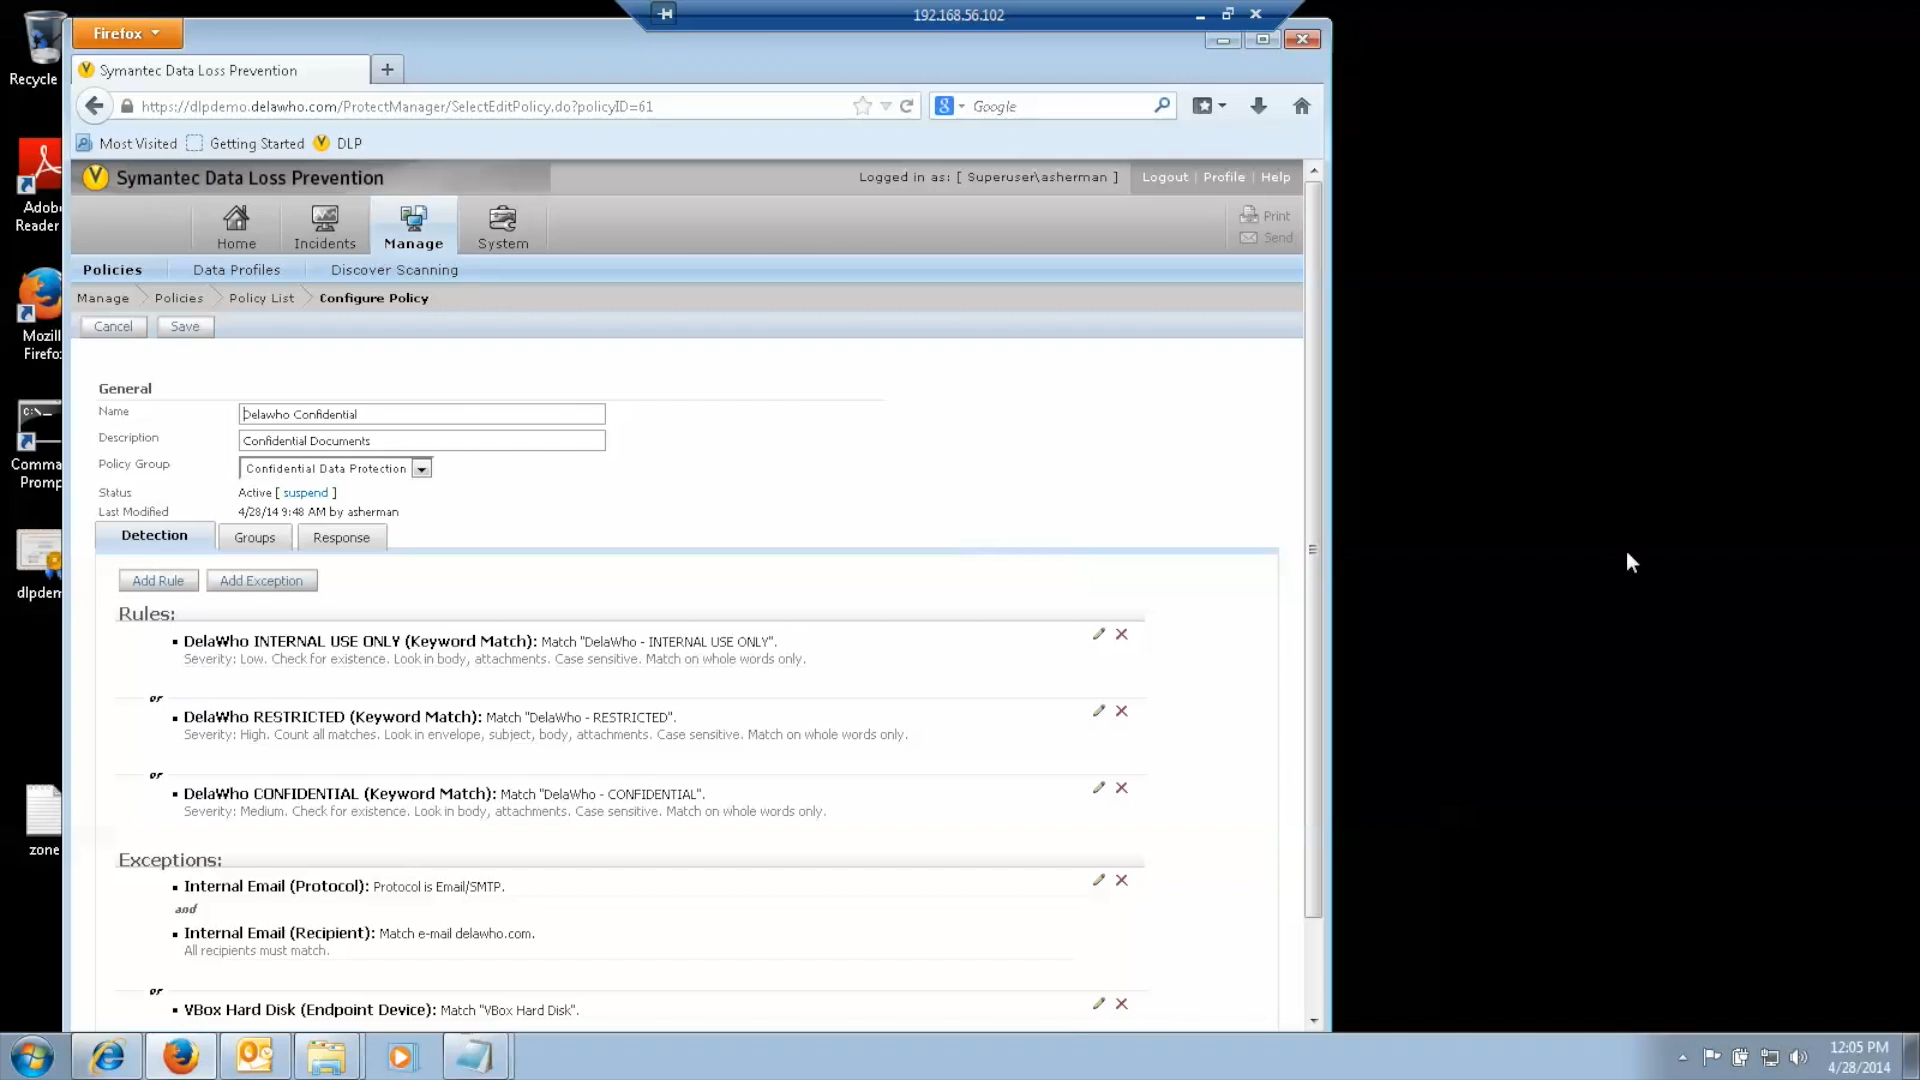 192.168.56.102
Firefox
Symantec Data Loss Prevention
https://dlpdemo.delawho.com/ProtectManager/SelectEditPolicy.do?policyID=61
Google
Most Visited Getting Started DLP
Symantec Data Loss Prevention
Logged in as: [ Superuser\asherman ] Logout | Profile | Help
Home Incidents Manage System
Print
Send
Policies Data Profiles Discover Scanning
Manage Policies Policy List Configure Policy
Cancel Save
General
Name Delawho Confidential
Description Confidential Documents
Policy Group Confidential Data Protection
Status Active [ suspend ]
Last Modified 4/28/14 9:48 AM by asherman
Detection Groups Response
Add Rule Add Exception
Rules:
DelaWho INTERNAL USE ONLY (Keyword Match): Match "DelaWho - INTERNAL USE ONLY".
Severity: Low. Check for existence. Look in body, attachments. Case sensitive. Match on whole words only.
or
DelaWho RESTRICTED (Keyword Match): Match "DelaWho - RESTRICTED".
Severity: High. Count all matches. Look in envelope, subject, body, attachments. Case sensitive. Match on whole words only.
or
DelaWho CONFIDENTIAL (Keyword Match): Match "DelaWho - CONFIDENTIAL".
Severity: Medium. Check for existence. Look in body, attachments. Case sensitive. Match on whole words only.
Exceptions:
Internal Email (Protocol): Protocol is Email/SMTP.
and
Internal Email (Recipient): Match e-mail delawho.com.
All recipients must match.
or
VBox Hard Disk (Endpoint Device): Match "VBox Hard Disk".
Recycle
Adob
Reader
Mozill
Firefo
C:\_
Comma
Promp
dlpdem
zone
12:05 PM
4/28/2014